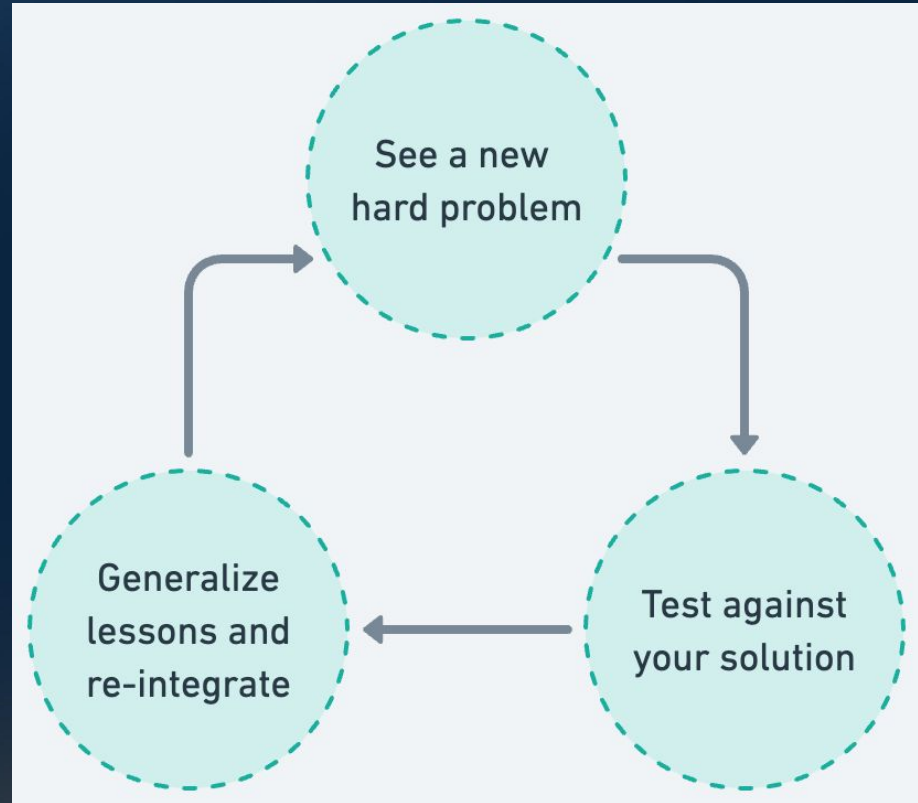 See a new
hard problem
Test against
your solution
Generalize
lessons and
re-integrate